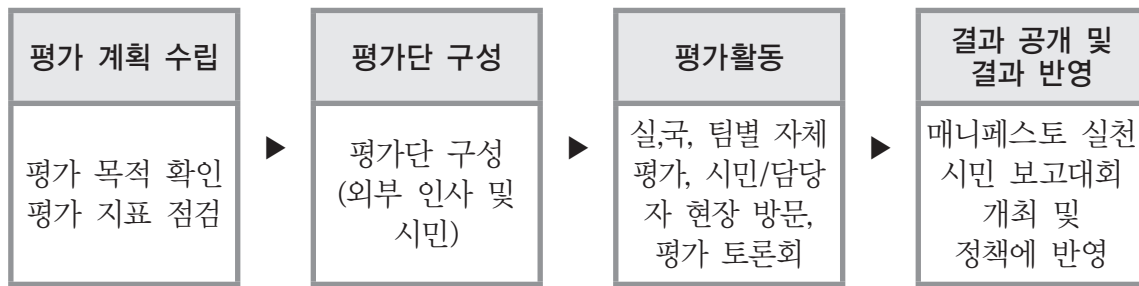 평가 계획 수립
평가 목적 확인
평가 지표 점검
▶
평가단 구성
평가단 구성
(외부 인사 및
시민)
▶
평가활동
실,국, 팀별 자체
평가, 시민/담당
자 현장 방문,
평가 토론회
▶
결과 공개 및
결과 반영
매니페스토 실천
시민 보고대회
개최 및
정책에 반영